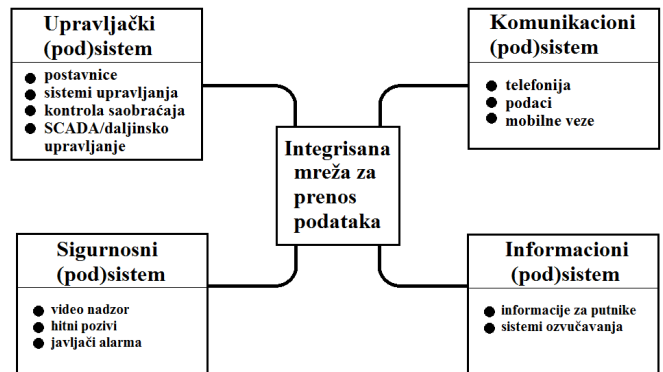 Upravljački
(pod)sistem
postavnice
sistemi upravljanja
kontrola saobraćaja
SCADA/daljinsko
upravljanje
Komunikacioni
(pod)sistem
telefonija
podaci
mobilne veze
Integrisana
mreža za
prenos
podataka
Sigurnosni
(pod)sistem
video nadzor
hitni pozivi
javljači alarma
Informacioni
(pod)sistem
informacije za putnike
sistemi ozvučavanja